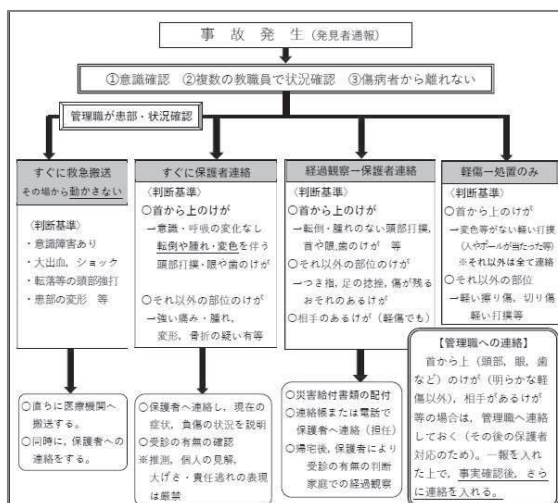 事 故 発 生（発見者通報）
①意識確認 ②複数の教職員で状況確認 ③傷病者から離れない
管理職が患部・状況確認
すぐに救急搬送
その場から動かさない
〈判断基準〉
・意識障害あり
・大出血，ショック
・転落等の頭部強打
・患部の変形 等
○直ちに医療機関へ
搬送する。
○同時に，保護者への
連絡をする。
すぐに保護者連絡
〈判断基準〉
○首から上のけが
→意識・呼吸の変化なし
転倒や腫れ・変色を伴う
頭部打撲・眼や歯のけが
○それ以外の部位のけが
→強い痛み・腫れ，
変形，骨折の疑い有等
○保護者へ連絡し，現在の
症状，負傷の状況を説明
○受診の有無の確認
※推測，個人の見解，
大げさ・責任逃れの表現
は厳禁
経過観察ー保護者連絡
〈判断基準〉
○首から上のけが
→転倒・腫れのない頭部打撲，
首や眼,歯のけが 等
○それ以外の部位のけが
→つき指，足の捻挫，傷が残る
おそれのあるけが
○相手のあるけが（軽傷でも）
○災害給付書類の配付
○連絡帳または電話で
保護者へ連絡（担任）
○帰宅後，保護者により
受診の有無の判断
家庭での経過観察
軽傷ー処置のみ
〈判断基準〉
○首から上のけが
→変色等がない軽い打撲
（人やボールが当たった等）
※それ以外は全て連絡
○それ以外の部位
→軽い擦り傷，切り傷
軽い打撲等
【管理職への連絡】
首から上（頭部，眼，歯
など）のけが（明らかな軽
傷以外），相手があるけが
等の場合は，管理職へ連絡
しておく（その後の保護者
対応のため）。一報を入れ
た上で，事実確認後，さら
に連絡を入れる。